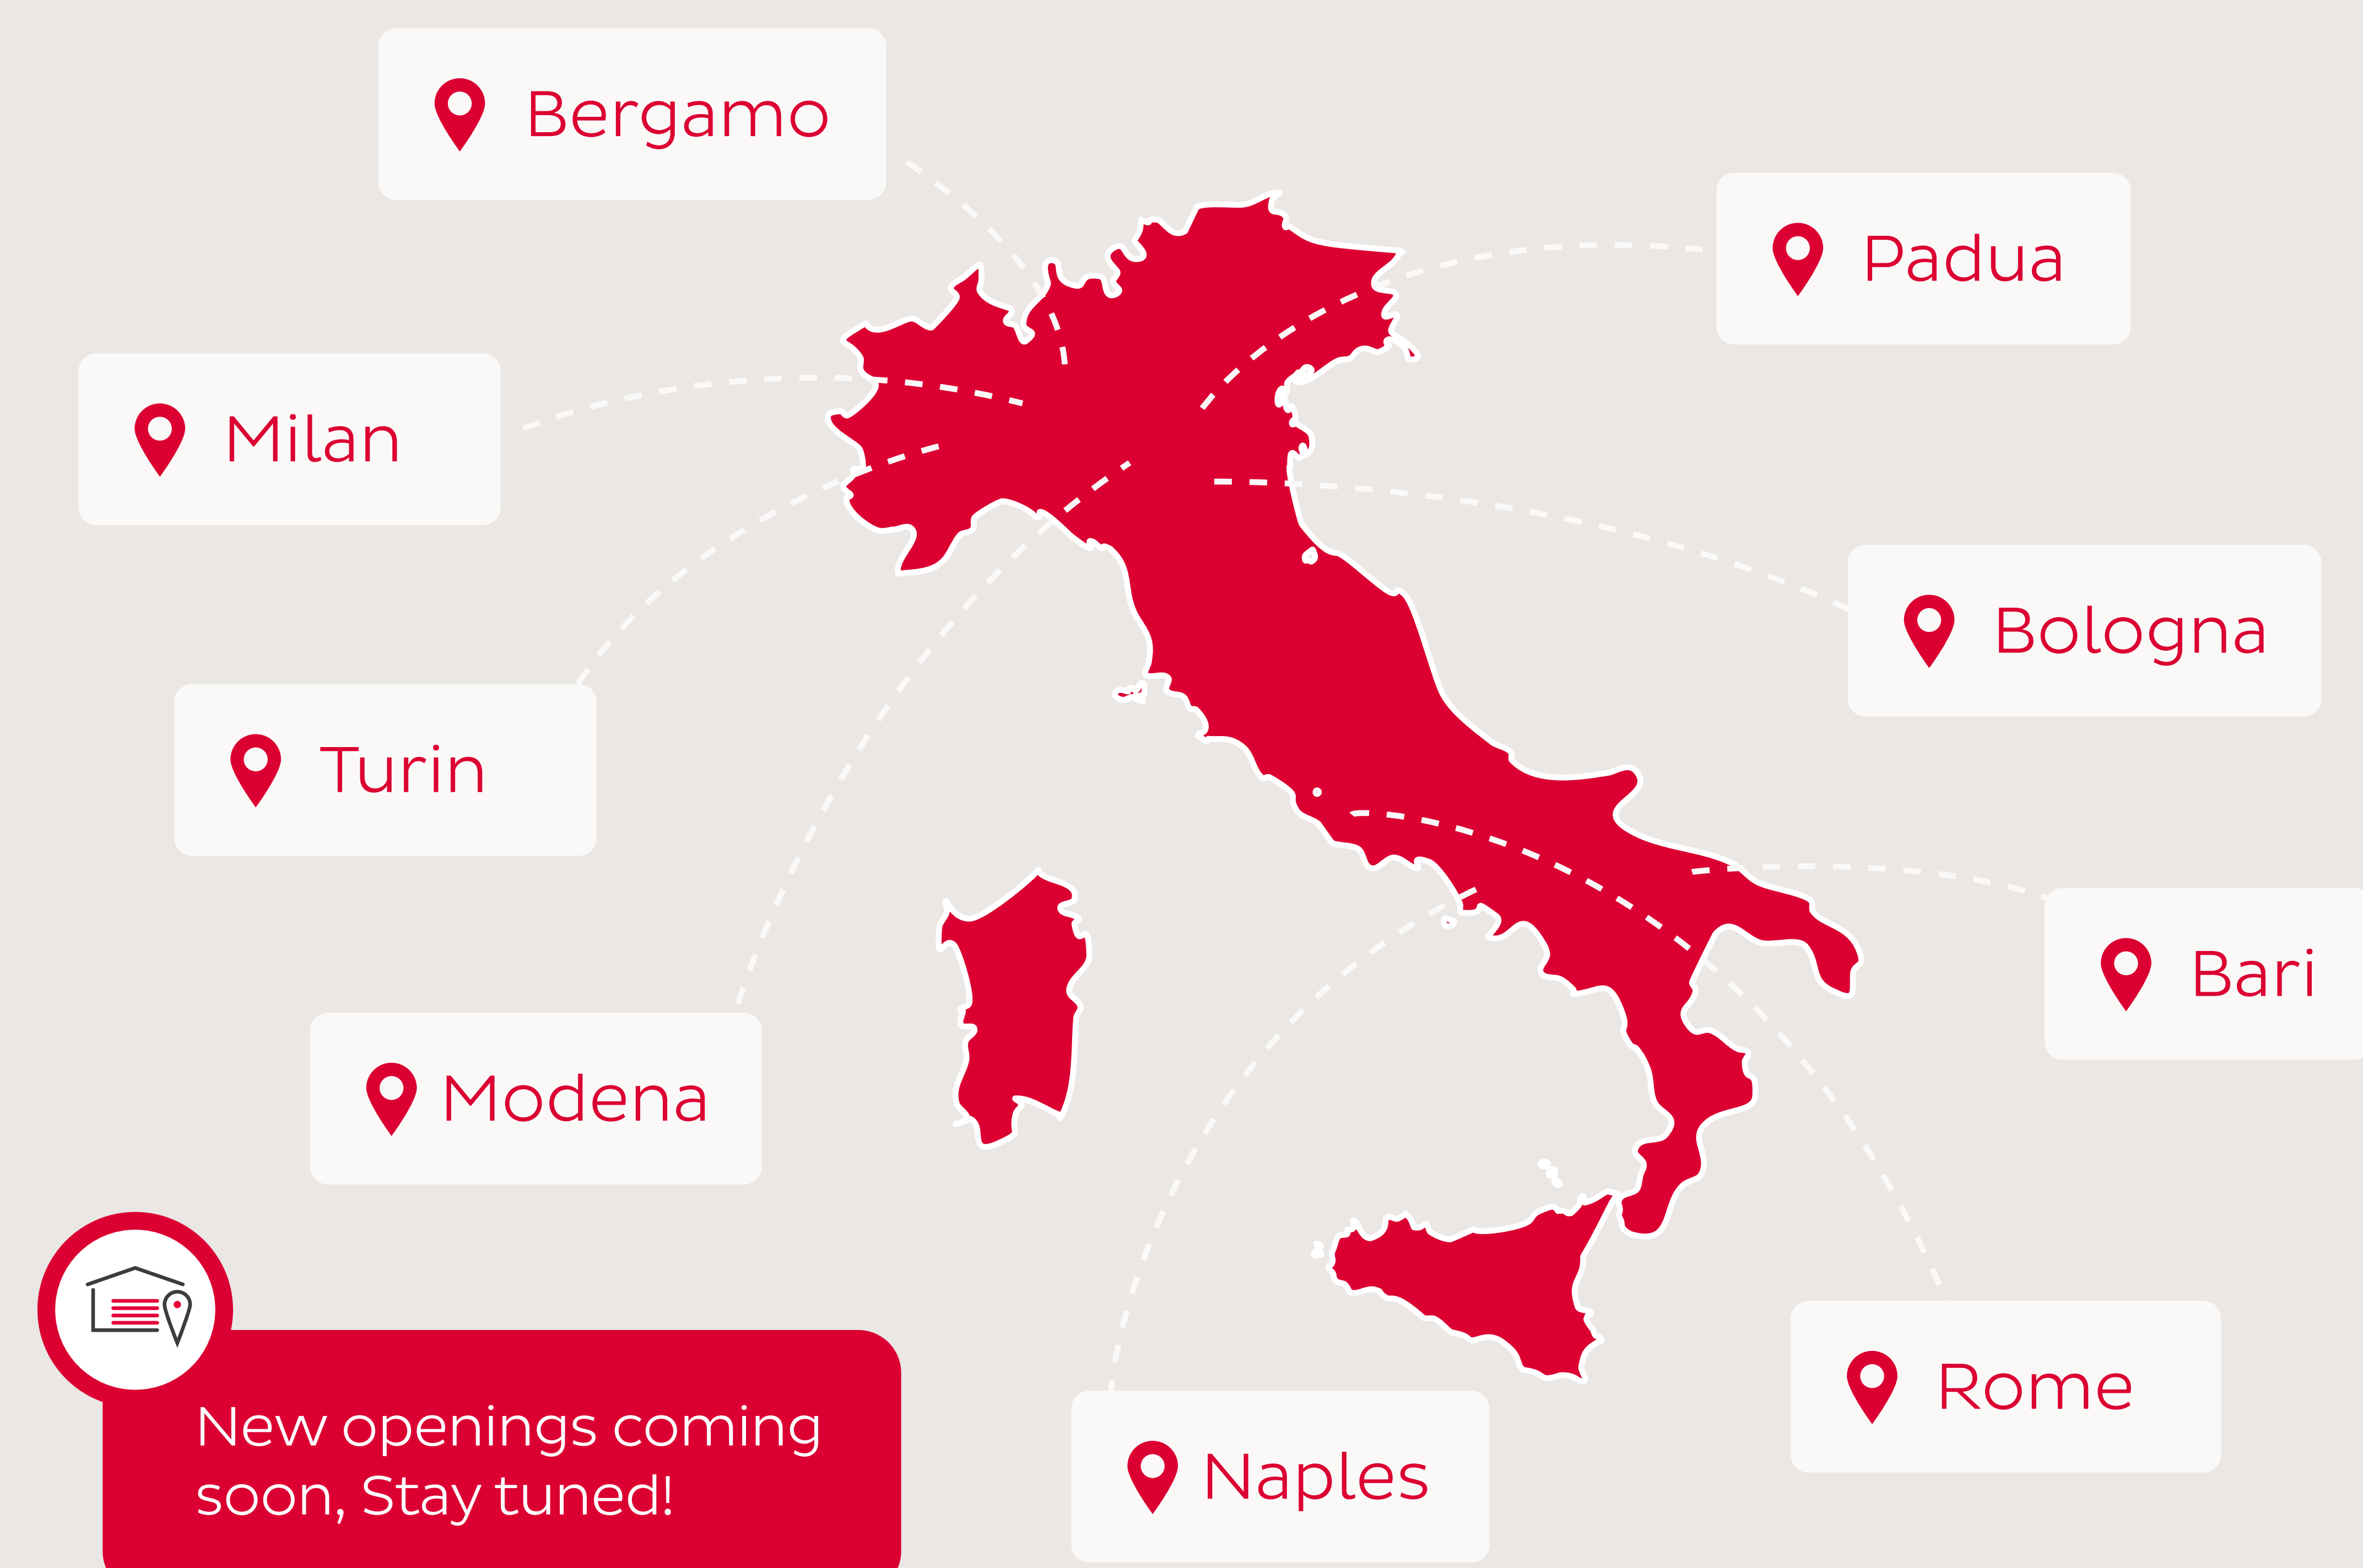 Bergamo
Padua
Milan
Bologna
Turin
Bari
Modena
Rome
Naples
New openings coming
soon, Stay tuned!